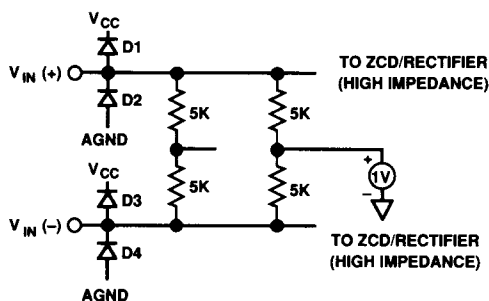 VCC
D1
VIN (+)
TO ZCD/RECTIFIER
(HIGH IMPEDANCE)
D2
5K
5K
AGND
VCC
+
1V
−
D3
5K
5K
VIN (−)
TO ZCD/RECTIFIER
(HIGH IMPEDANCE)
D4
AGND